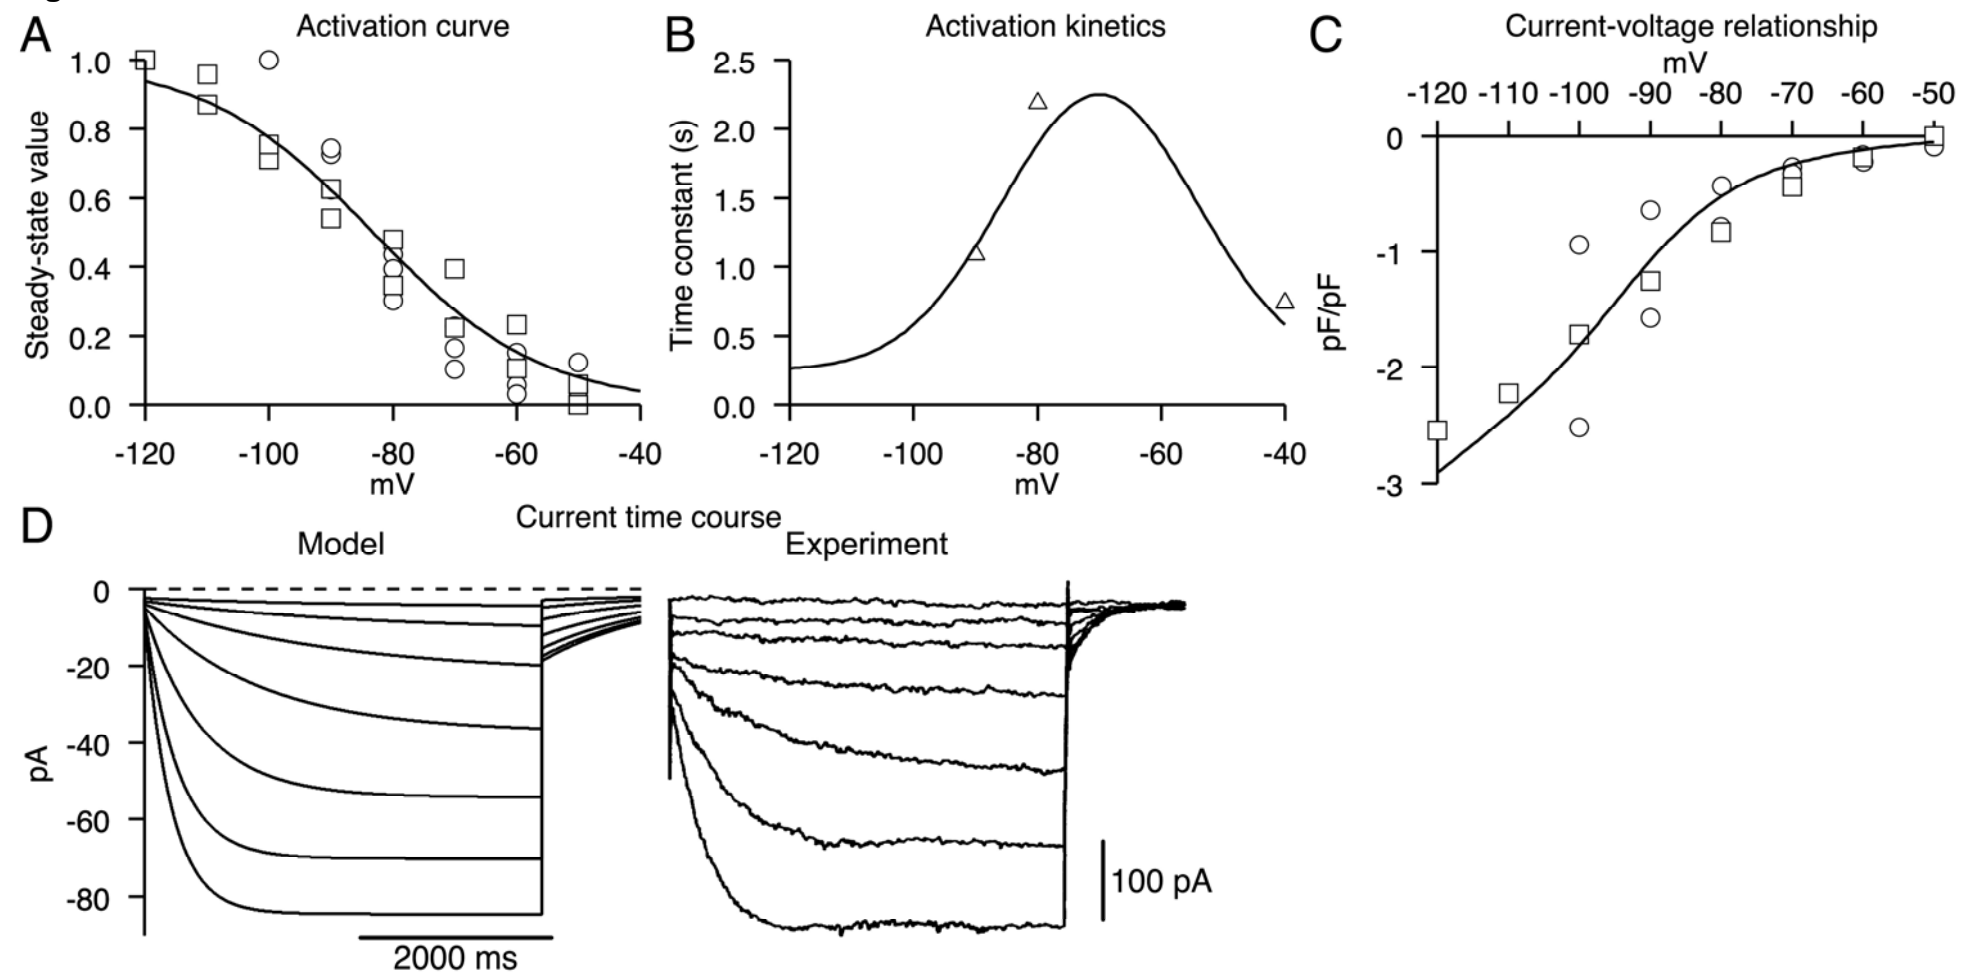 A
Activation curve
Steady-state value
1.0
0.8
0.6
0.4
0.2
0.0
-120 -100 -80 -60 -40
mV
B
Activation kinetics
Time constant (s)
2.5
2.0
1.5
1.0
0.5
0.0
-120 -100 -80 -60 -40
mV
C
Current-voltage relationship
mV
-120 -110 -100 -90 -80 -70 -60 -50
pF/pF
0
-1
-2
-3
D
Current time course
Model
Experiment
pA
0
-20
-40
-60
-80
2000 ms
100 pA